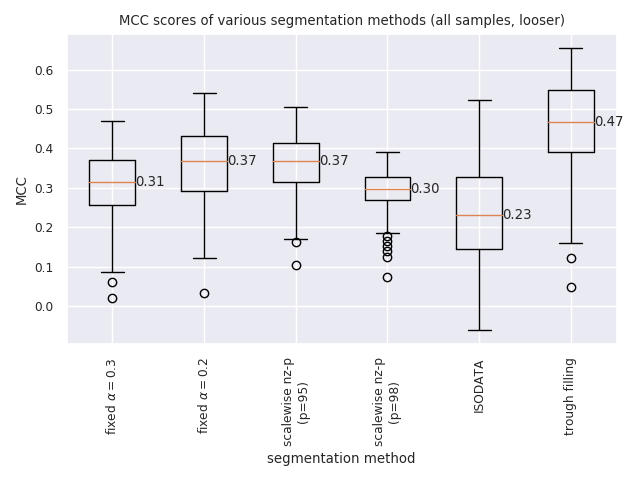 MCC scores of various segmentation methods (all samples, looser)
MCC
0.6
0.5
0.4
0.3
0.2
0.1
0.0
0.31
0.37
0.37
0.30
0.23
0.47
fixed α = 0.3
fixed α = 0.2
scalewise nz-p
(p=95)
scalewise nz-p
(p=98)
ISODATA
trough filling
segmentation method